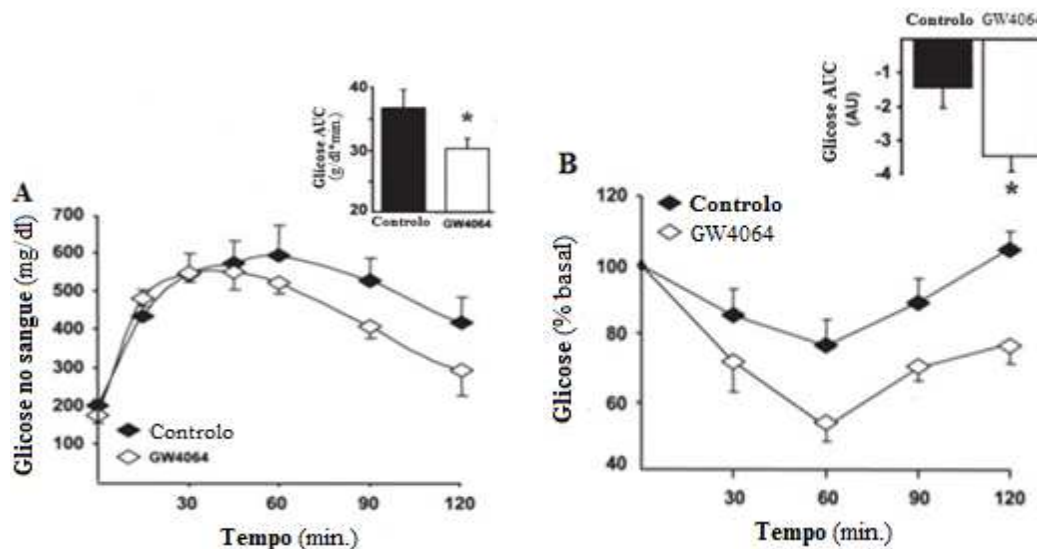 A
Glicose no sangue (mg/dl)
700
600
500
400
300
200
100
Controlo
GW4064
30
60
90
120
Tempo (min.)
Glicose AUC
(g/dl*min.)
40
30
20
*
Controlo
GW4064
B
Glicose (% basal)
120
100
80
60
40
Controlo
GW4064
30
60
90
120
Tempo (min.)
Controlo GW4064
Glicose AUC
(AU)
-1
-2
-3
-4
*